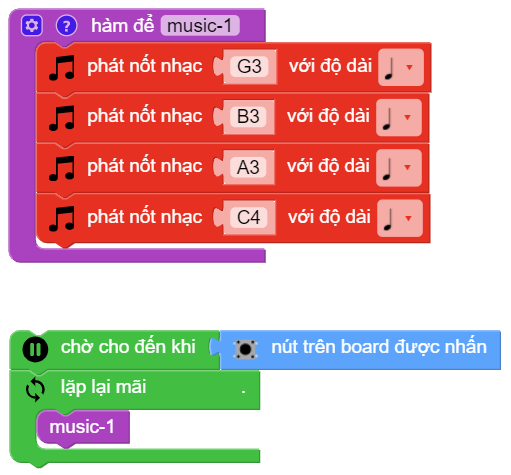 hàm để music-1
phát nốt nhạc G3 với độ dài
phát nốt nhạc B3 với độ dài
phát nốt nhạc A3 với độ dài
phát nốt nhạc C4 với độ dài
chờ cho đến khi nút trên board được nhấn
lặp lại mãi .
music-1